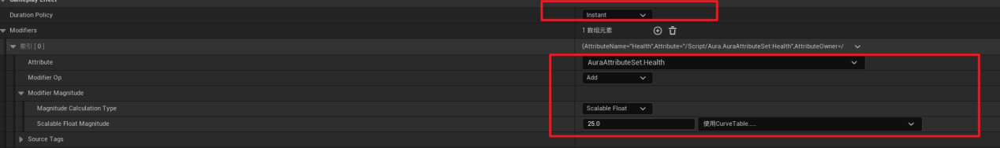 Gameplay Effect
Duration Policy Instant
Modifiers 1 数组元素
索引 [ 0 ] (AttributeName="Health",Attribute="/Script/Aura.AuraAttributeSet:Health",AttributeOwner=/
Attribute AuraAttributeSet.Health
Modifier Op Add
Modifier Magnitude
Magnitude Calculation Type Scalable Float
Scalable Float Magnitude 25.0 使用CurveTable.....
Source Tags